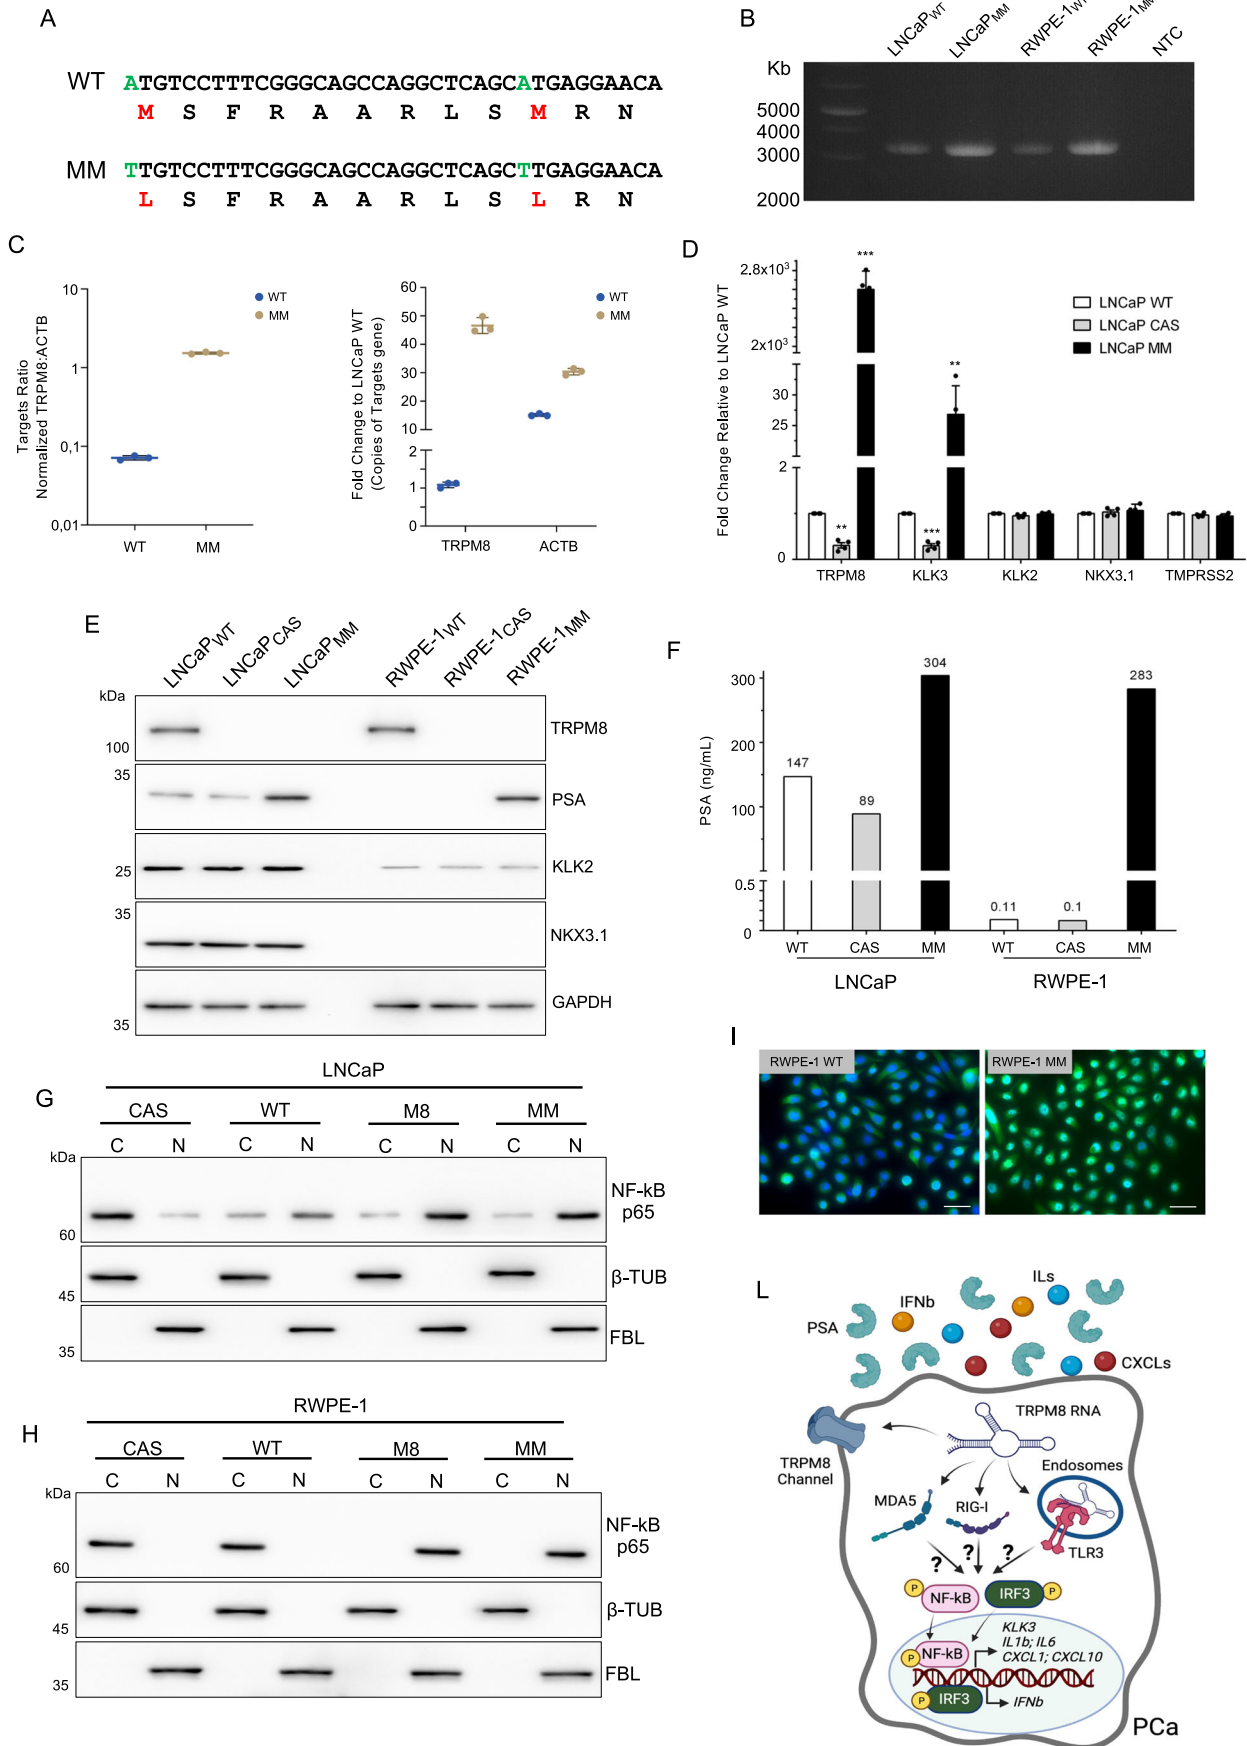 A
WT ATGTCCTTTCGGGCAGCCAGGCTCAGCATGAGGAACA
M S F R A A R L S M R N
MM TTGTCCTTTCGGGCAGCCAGGCTCAGCTTGAGGAACA
L S F R A A R L S L R N
B
LNCaPWT LNCaPMM RWPE-1WT RWPE-1MM NTC
Kb
5000
4000
3000
2000
C
Targets Ratio
Normalized TRPM8:ACTB
10
1
0,1
0,01
WT MM
WT
MM
Fold Change to LNCaP WT
(Copies of Targets gene)
60
50
40
30
20
10
2
1
0
TRPM8 ACTB
WT
MM
D
Fold Change Relative to LNCaP WT
2.8x10³
2x10³
30
25
2
1
0
*** ** *** **
LNCaP WT
LNCaP CAS
LNCaP MM
TRPM8 KLK3 KLK2 NKX3.1 TMPRSS2
E
LNCaPWT LNCaPCAS LNCaPMM RWPE-1WT RWPE-1CAS RWPE-1MM
kDa
100 TRPM8
35 PSA
25 KLK2
35 NKX3.1
35 GAPDH
F
PSA (ng/mL)
300
200
100
0.5
0
147 89 304 0.11 0.1 283
WT CAS MM WT CAS MM
LNCaP RWPE-1
G
LNCaP
CAS WT M8 MM
C N C N C N C N
kDa
60
NF-kB
p65
45 β-TUB
35 FBL
H
RWPE-1
CAS WT M8 MM
C N C N C N C N
kDa
60
NF-kB
p65
45 β-TUB
35 FBL
I
RWPE-1 WT RWPE-1 MM
L
ILs
IFNb
PSA
CXCLs
TRPM8 RNA
TRPM8
Channel
Endosomes
MDA5 RIG-I
TLR3
? ? ?
P NF-kB IRF3 P
KLK3
IL1b; IL6
CXCL1; CXCL10
P NF-kB
P IRF3 IFNb
PCa